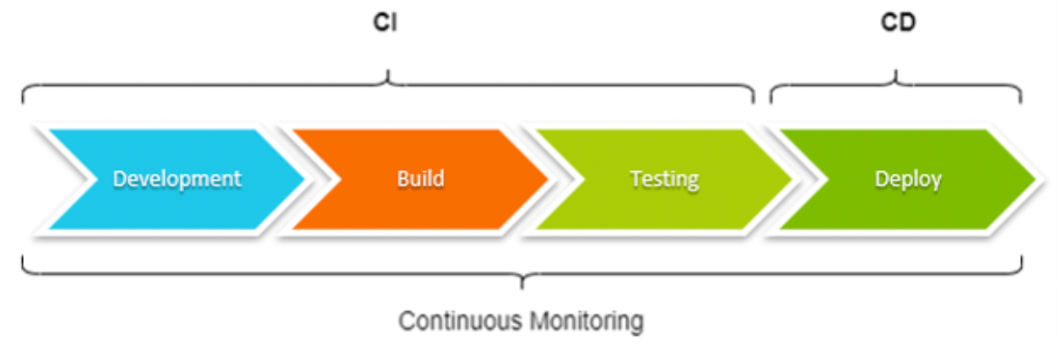 CI
CD
Development
Build
Testing
Deploy
Continuous Monitoring